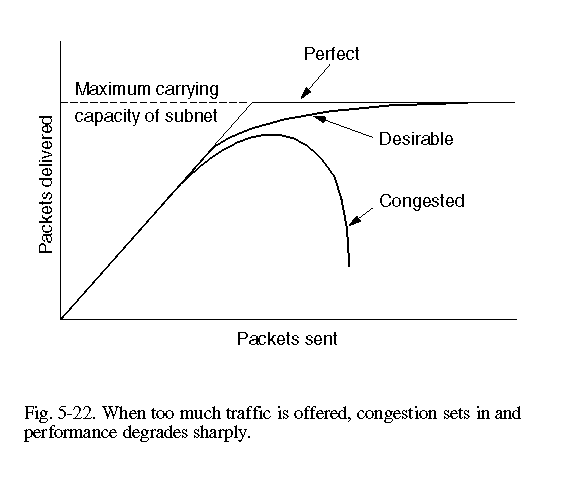 Perfect
Maximum carrying
capacity of subnet
Desirable
Congested
Packets delivered
Packets sent
Fig. 5-22. When too much traffic is offered, congestion sets in and
performance degrades sharply.